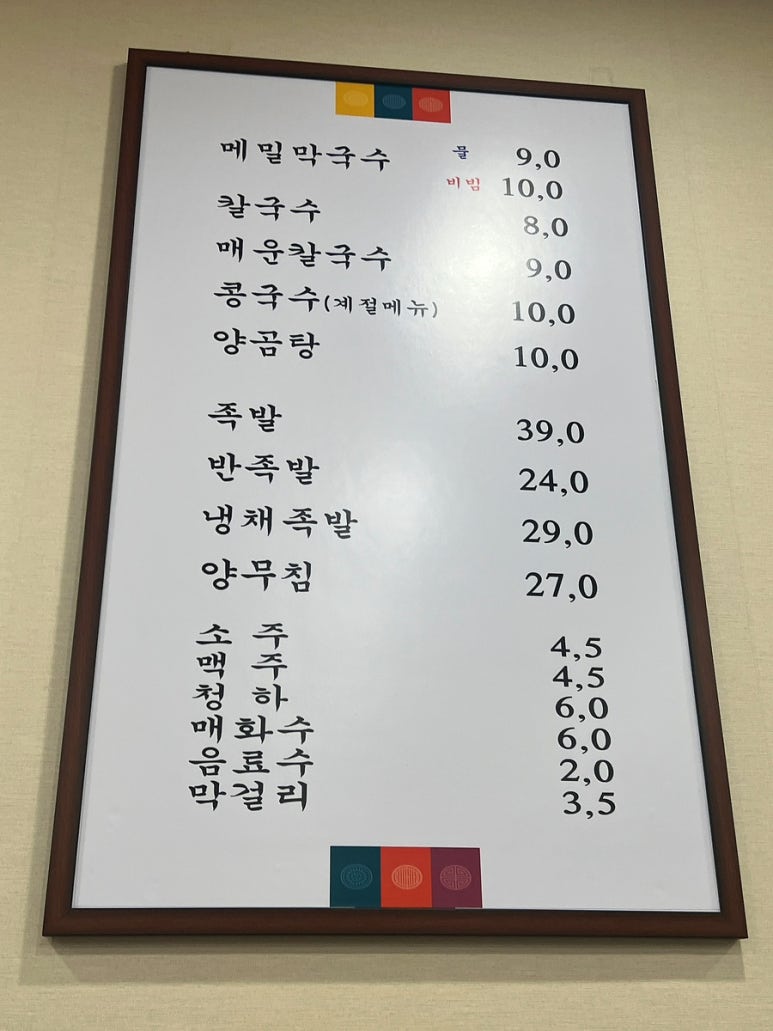 메밀막국수 물 9,0
비빔 10,0
칼국수 8,0
매운칼국수 9,0
콩국수(계절메뉴) 10,0
양곰탕 10,0
족발 39,0
반족발 24,0
냉채족발 29,0
양무침 27,0
소 주 4,5
맥 주 4,5
청 하 6,0
매화수 6,0
음료수 2,0
막걸리 3,5